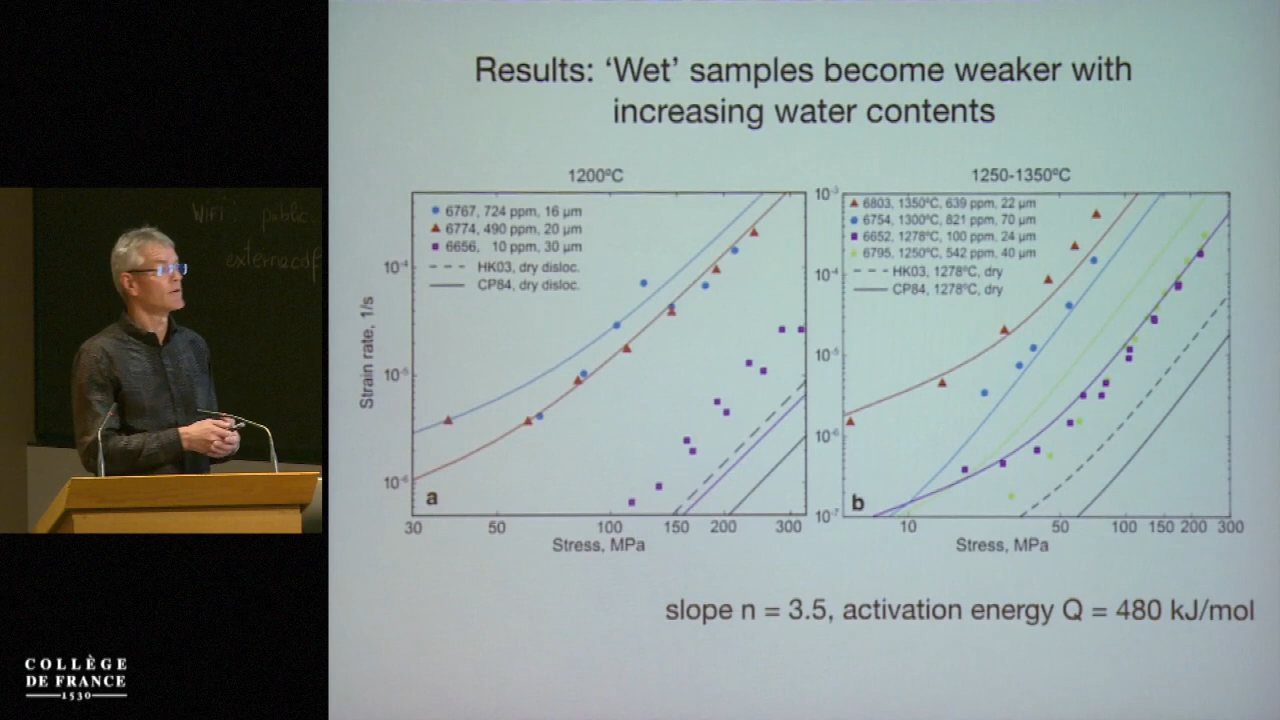 Results: ‘Wet’ samples become weaker with
increasing water contents
1200ºC
6767, 724 ppm, 16 µm
6774, 490 ppm, 20 µm
6656, 10 ppm, 30 µm
HK03, dry disloc.
CP84, dry disloc.
Strain rate, 1/s
10-4
10-5
10-6
a
30 50 100 150 200 300
Stress, MPa
1250-1350ºC
6803, 1350ºC, 639 ppm, 22 µm
6754, 1300ºC, 821 ppm, 70 µm
6652, 1278ºC, 100 ppm, 24 µm
6795, 1250ºC, 542 ppm, 40 µm
HK03, 1278ºC, dry
CP84, 1278ºC, dry
10-3
10-4
10-5
10-6
10-7
b
10 50 100 150 200 300
Stress, MPa
slope n = 3.5, activation energy Q = 480 kJ/mol
WiFi: public
COLLÈGE
DE FRANCE
1530